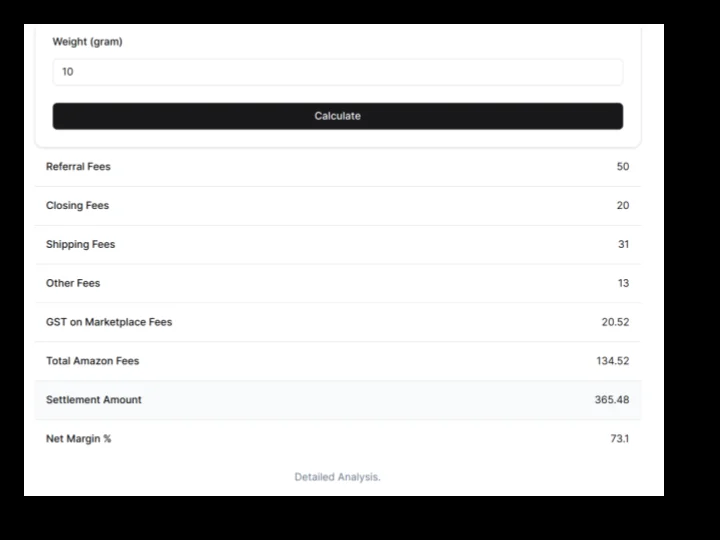 Weight (gram)
10
Calculate
Referral Fees 50
Closing Fees 20
Shipping Fees 31
Other Fees 13
GST on Marketplace Fees 20.52
Total Amazon Fees 134.52
Settlement Amount 365.48
Net Margin % 73.1
Detailed Analysis.